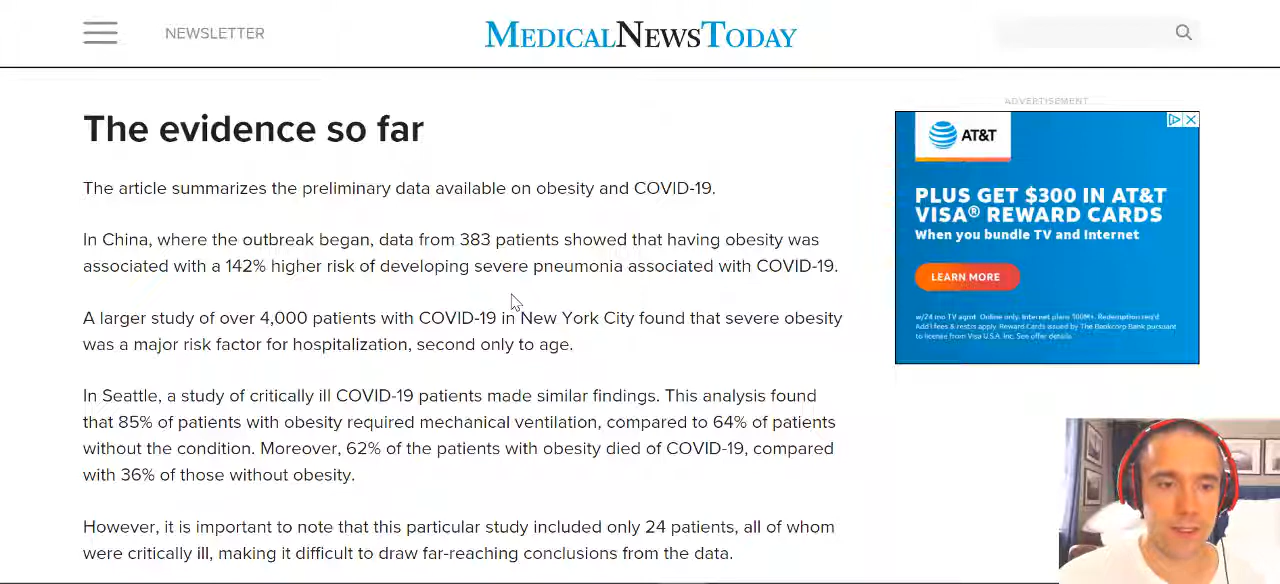 NEWSLETTER
MEDICALNEWSTODAY
The evidence so far
The article summarizes the preliminary data available on obesity and COVID-19.
In China, where the outbreak began, data from 383 patients showed that having obesity was
associated with a 142% higher risk of developing severe pneumonia associated with COVID-19.
A larger study of over 4,000 patients with COVID-19 in New York City found that severe obesity
was a major risk factor for hospitalization, second only to age.
In Seattle, a study of critically ill COVID-19 patients made similar findings. This analysis found
that 85% of patients with obesity required mechanical ventilation, compared to 64% of patients
without the condition. Moreover, 62% of the patients with obesity died of COVID-19, compared
with 36% of those without obesity.
However, it is important to note that this particular study included only 24 patients, all of whom
were critically ill, making it difficult to draw far-reaching conclusions from the data.
ADVERTISEMENT
AT&T
PLUS GET $300 IN AT&T
VISA® REWARD CARDS
When you bundle TV and Internet
LEARN MORE
w/24 mo TV agmt. Online only. Internet plans 100M+. Redemption req'd
Add'l fees & restrs apply. Reward Cards issued by The Bancorp Bank pursuant
to license from Visa U.S.A. Inc. See offer details